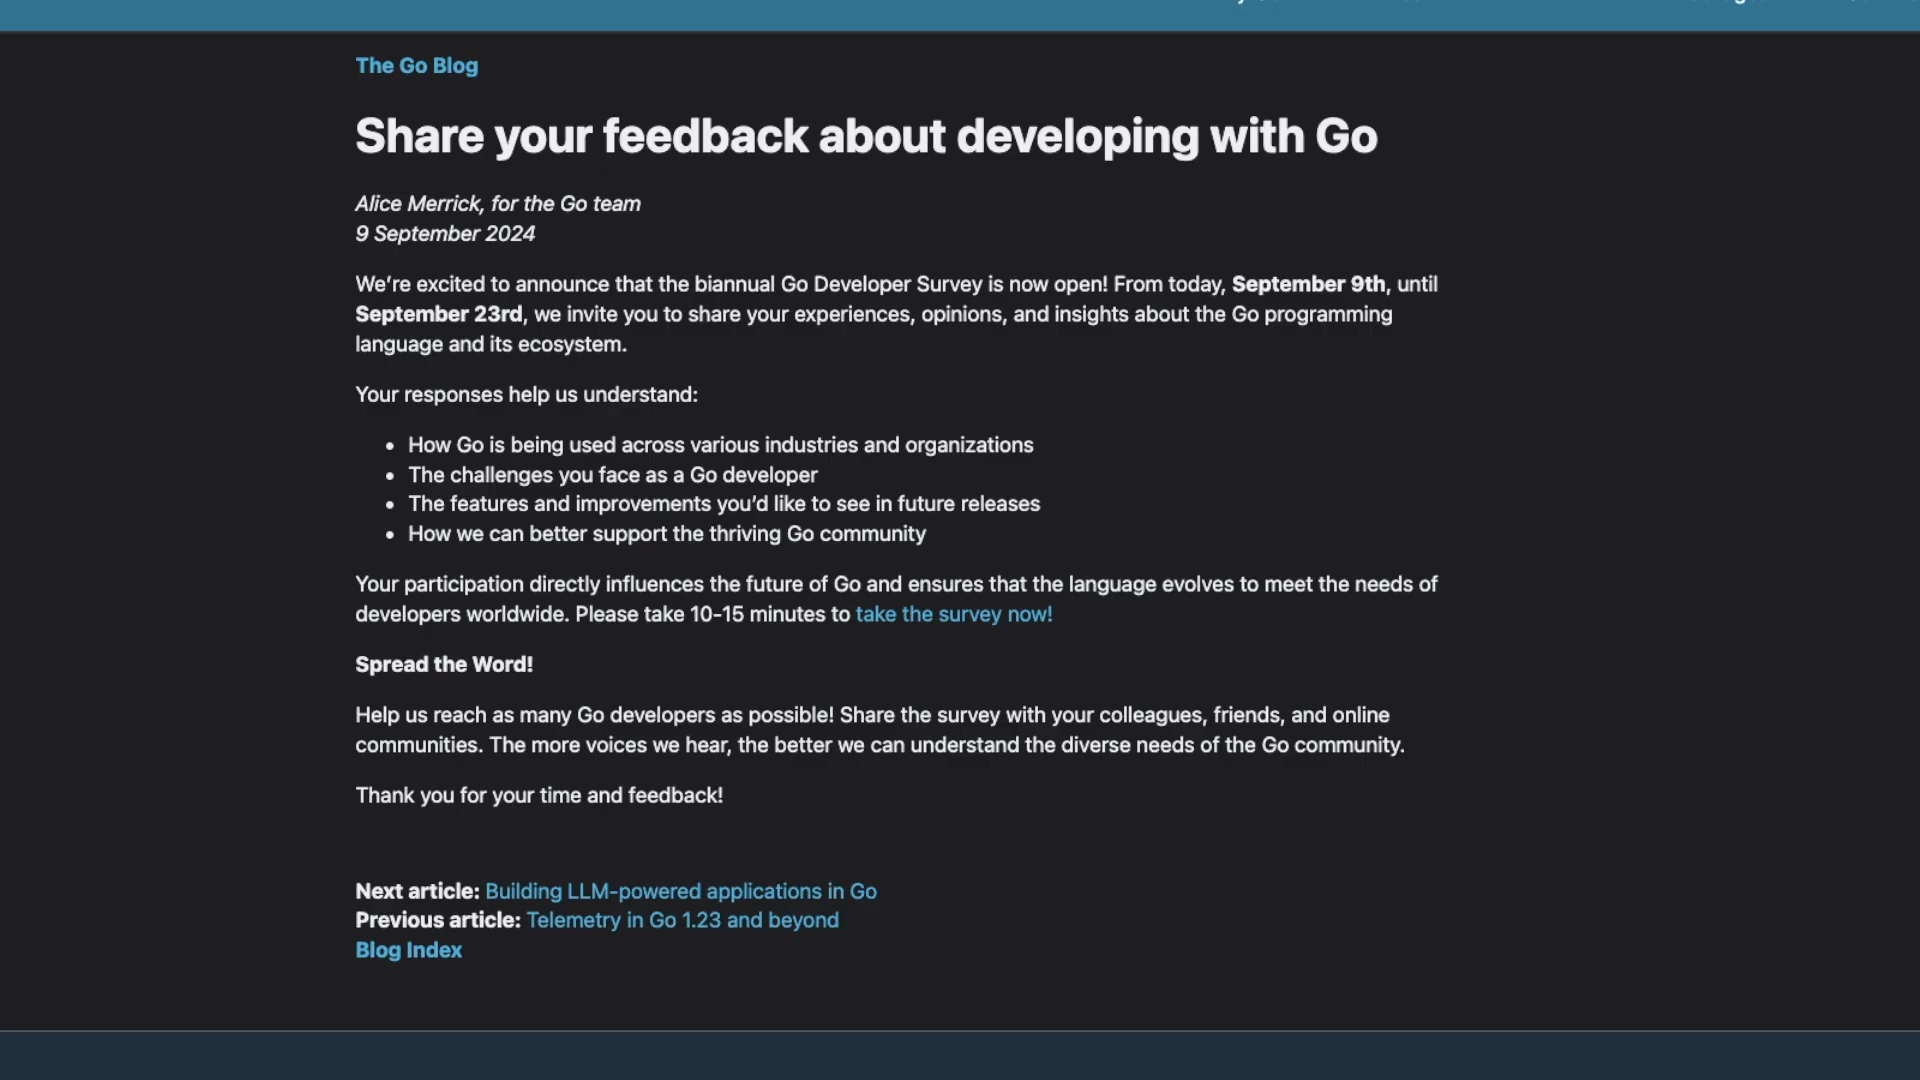 The Go Blog
Share your feedback about developing with Go
Alice Merrick, for the Go team
9 September 2024
We’re excited to announce that the biannual Go Developer Survey is now open! From today, September 9th, until
September 23rd, we invite you to share your experiences, opinions, and insights about the Go programming
language and its ecosystem.
Your responses help us understand:
• How Go is being used across various industries and organizations
• The challenges you face as a Go developer
• The features and improvements you’d like to see in future releases
• How we can better support the thriving Go community
Your participation directly influences the future of Go and ensures that the language evolves to meet the needs of
developers worldwide. Please take 10-15 minutes to take the survey now!
Spread the Word!
Help us reach as many Go developers as possible! Share the survey with your colleagues, friends, and online
communities. The more voices we hear, the better we can understand the diverse needs of the Go community.
Thank you for your time and feedback!
Next article: Building LLM-powered applications in Go
Previous article: Telemetry in Go 1.23 and beyond
Blog Index